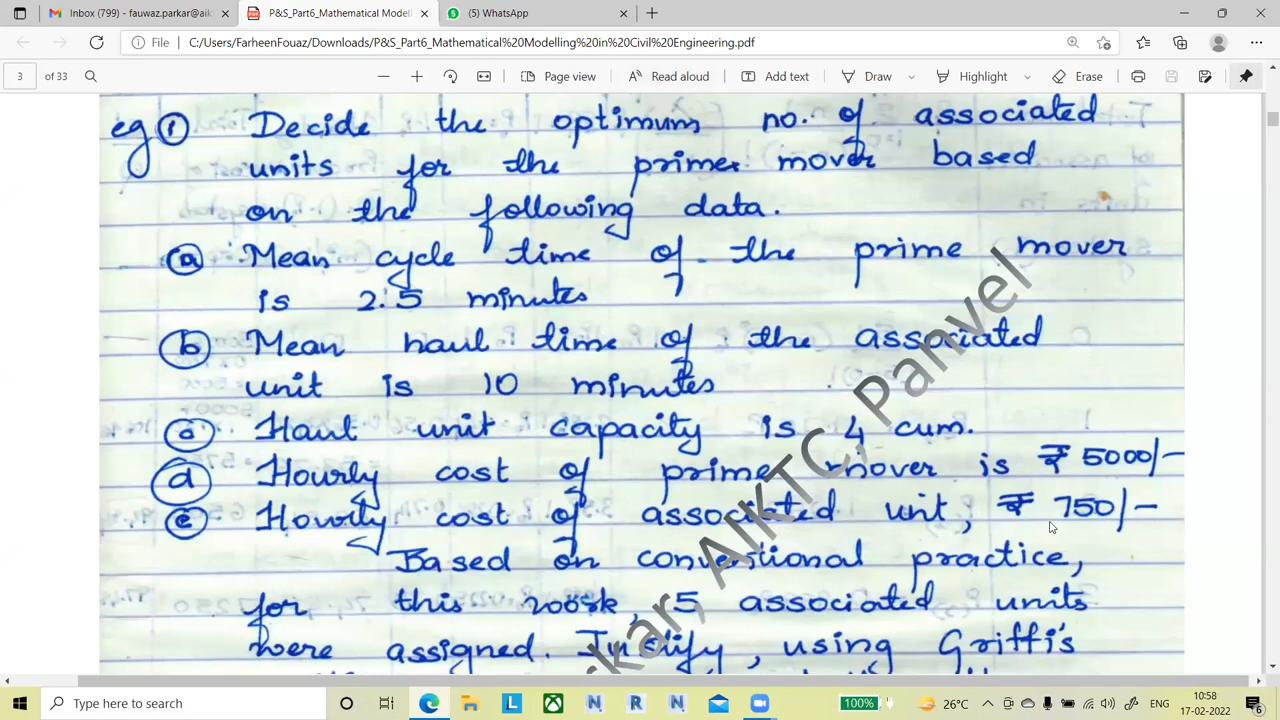 Inbox (799) - fauwaz.parkar@aik
P&S_Part6_Mathematical Modell
(5) WhatsApp
File C:/Users/FarheenFouaz/Downloads/P&S_Part6_Mathematical%20Modelling%20in%20Civil%20Engineering.pdf
3 of 33 Page view Read aloud Add text Draw Highlight Erase
eg ① Decide the optimum no. of associated
units for the prime mover based
on the following data.
ⓐ Mean cycle time of the prime mover
is 2.5 minutes
ⓑ Mean haul time of the associated
unit is 10 minutes
ⓒ Haul unit capacity is 4 cum.
ⓓ Hourly cost of prime mover is ₹ 5000/-
ⓔ Hourly cost of associated unit, ₹ 750/-
Based on conventional practice,
for this work, 5 associated units
were assigned. Justify, using Griffi's
kar, AIKTC, Panvel
Type here to search
100% 26°C ENG 10:58
17-02-2022
6